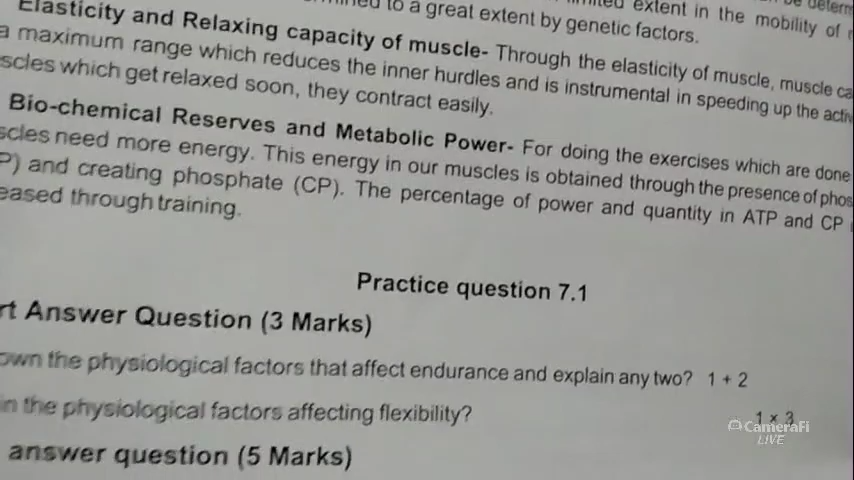 to a great extent by genetic factors.
extent in the mobility of
Elasticity and Relaxing capacity of muscle- Through the elasticity of muscle, muscle ca
a maximum range which reduces the inner hurdles and is instrumental in speeding up the activ
scles which get relaxed soon, they contract easily.
Bio-chemical Reserves and Metabolic Power- For doing the exercises which are done
scles need more energy. This energy in our muscles is obtained through the presence of phos
P) and creating phosphate (CP). The percentage of power and quantity in ATP and CP
eased through training.
Practice question 7.1
rt Answer Question (3 Marks)
own the physiological factors that affect endurance and explain any two? 1 + 2
in the physiological factors affecting flexibility? 1 × 3
answer question (5 Marks)
CameraFi
LIVE